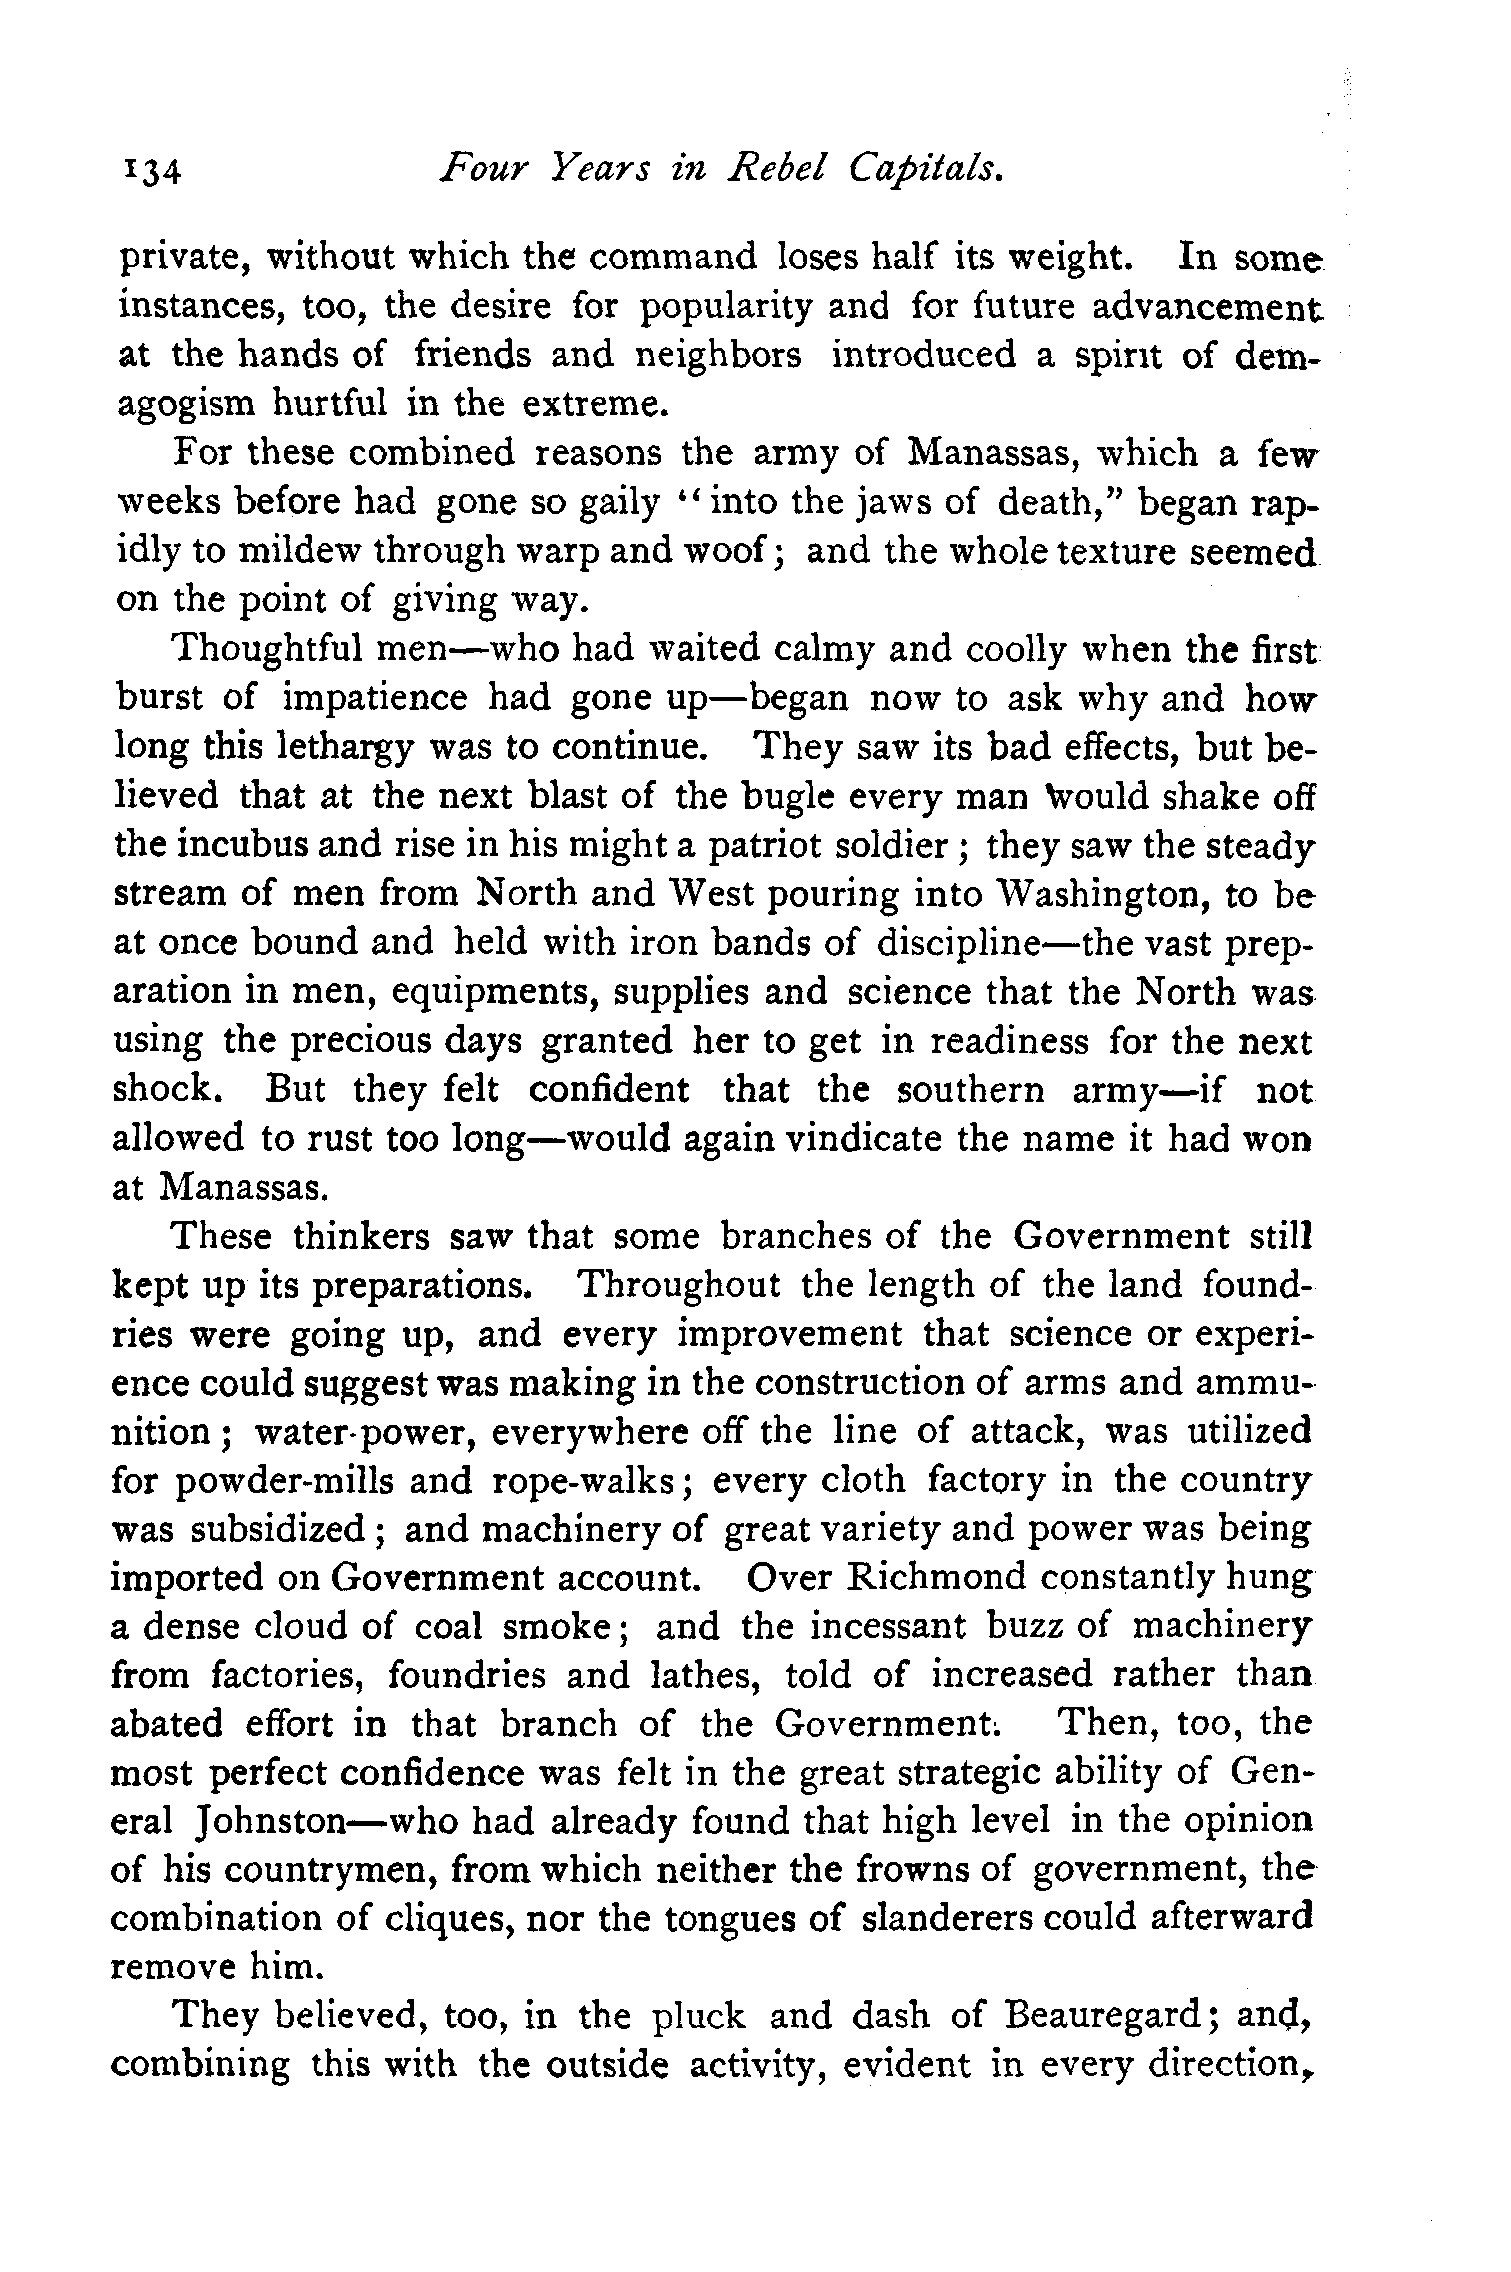 134 Four Years in Rebel Capitals.
private, without which the command loses half its weight. In some
instances, too, the desire for popularity and for future advancement
at the hands of friends and neighbors introduced a spirit of dem-
agogism hurtful in the extreme.
For these combined reasons the army of Manassas, which a few
weeks before had gone so gaily "into the jaws of death," began rap-
idly to mildew through warp and woof; and the whole texture seemed
on the point of giving way.
Thoughtful men—who had waited calmy and coolly when the first
burst of impatience had gone up—began now to ask why and how
long this lethargy was to continue. They saw its bad effects, but be-
lieved that at the next blast of the bugle every man would shake off
the incubus and rise in his might a patriot soldier; they saw the steady
stream of men from North and West pouring into Washington, to be
at once bound and held with iron bands of discipline—the vast prep-
aration in men, equipments, supplies and science that the North was
using the precious days granted her to get in readiness for the next
shock. But they felt confident that the southern army—if not
allowed to rust too long—would again vindicate the name it had won
at Manassas.
These thinkers saw that some branches of the Government still
kept up its preparations. Throughout the length of the land found-
ries were going up, and every improvement that science or experi-
ence could suggest was making in the construction of arms and ammu-
nition; water-power, everywhere off the line of attack, was utilized
for powder-mills and rope-walks; every cloth factory in the country
was subsidized; and machinery of great variety and power was being
imported on Government account. Over Richmond constantly hung
a dense cloud of coal smoke; and the incessant buzz of machinery
from factories, foundries and lathes, told of increased rather than
abated effort in that branch of the Government. Then, too, the
most perfect confidence was felt in the great strategic ability of Gen-
eral Johnston—who had already found that high level in the opinion
of his countrymen, from which neither the frowns of government, the
combination of cliques, nor the tongues of slanderers could afterward
remove him.
They believed, too, in the pluck and dash of Beauregard; and,
combining this with the outside activity, evident in every direction,